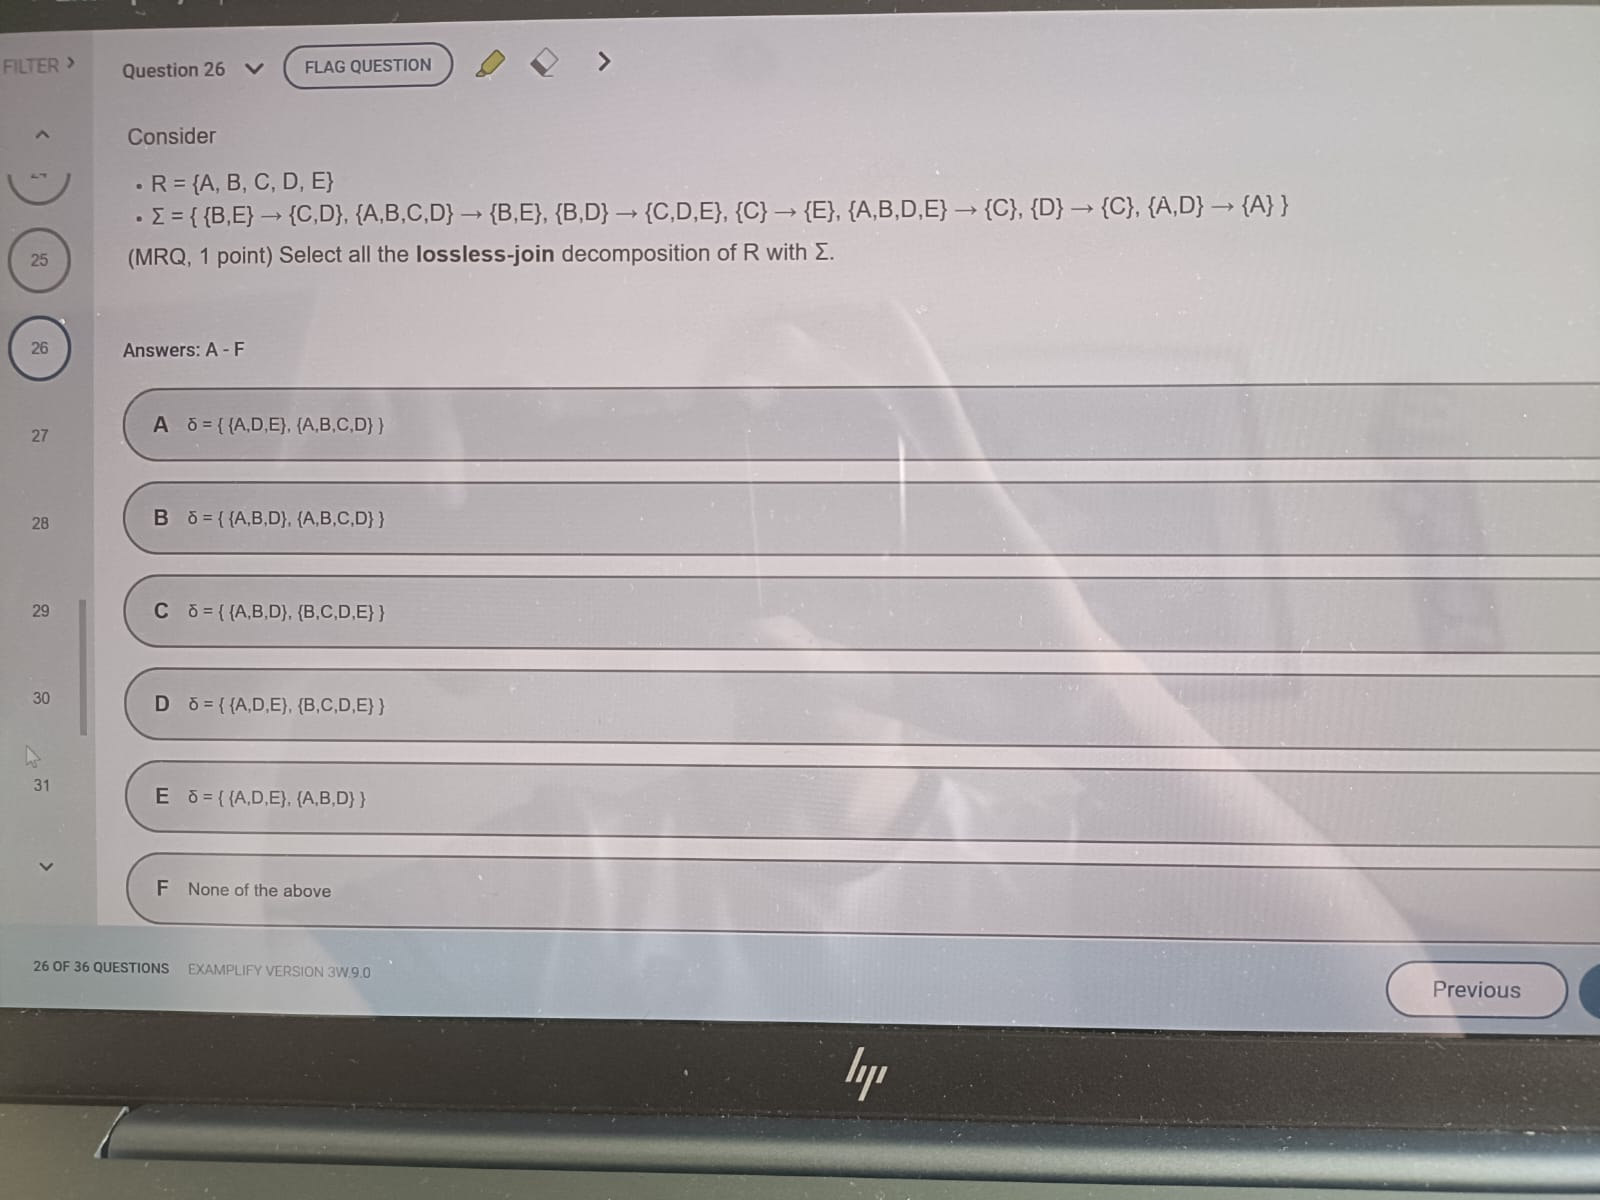 FILTER >
Question 26
FLAG QUESTION
Consider
• R = {A, B, C, D, E}
• Σ = { {B,E} → {C,D}, {A,B,C,D} → {B,E}, {B,D} → {C,D,E}, {C} → {E}, {A,B,D,E} → {C}, {D} → {C}, {A,D} → {A} }
(MRQ, 1 point) Select all the lossless-join decomposition of R with Σ.
25
26
27
28
29
30
31
Answers: A - F
A δ = { {A,D,E}, {A,B,C,D} }
B δ = { {A,B,D}, {A,B,C,D} }
C δ = { {A,B,D}, {B,C,D,E} }
D δ = { {A,D,E}, {B,C,D,E} }
E δ = { {A,D,E}, {A,B,D} }
F None of the above
26 OF 36 QUESTIONS EXAMPLIFY VERSION 3W.9.0
Previous
hp